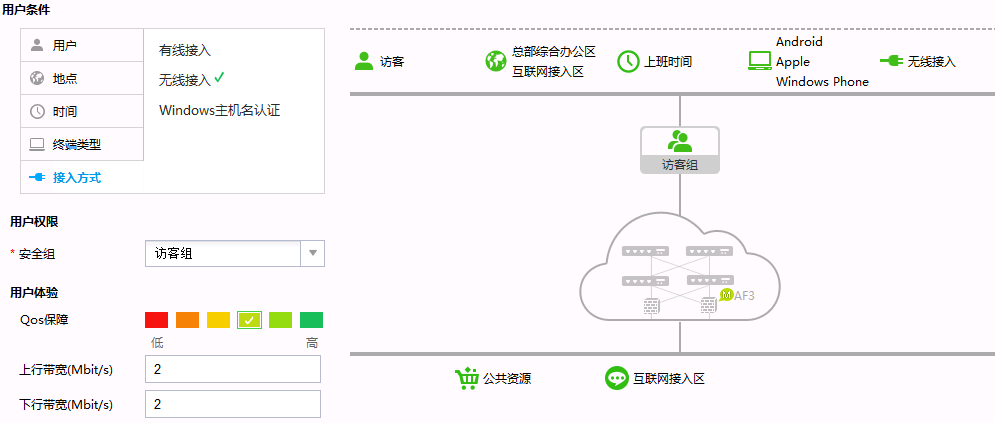 用户条件
用户
地点
时间
终端类型
接入方式
有线接入
无线接入
Windows主机名认证
用户权限
* 安全组
访客组
用户体验
Qos保障
低
高
上行带宽(Mbit/s)
2
下行带宽(Mbit/s)
2
访客
总部综合办公区
互联网接入区
上班时间
Android
Apple
Windows Phone
无线接入
访客组
AF3
公共资源
互联网接入区